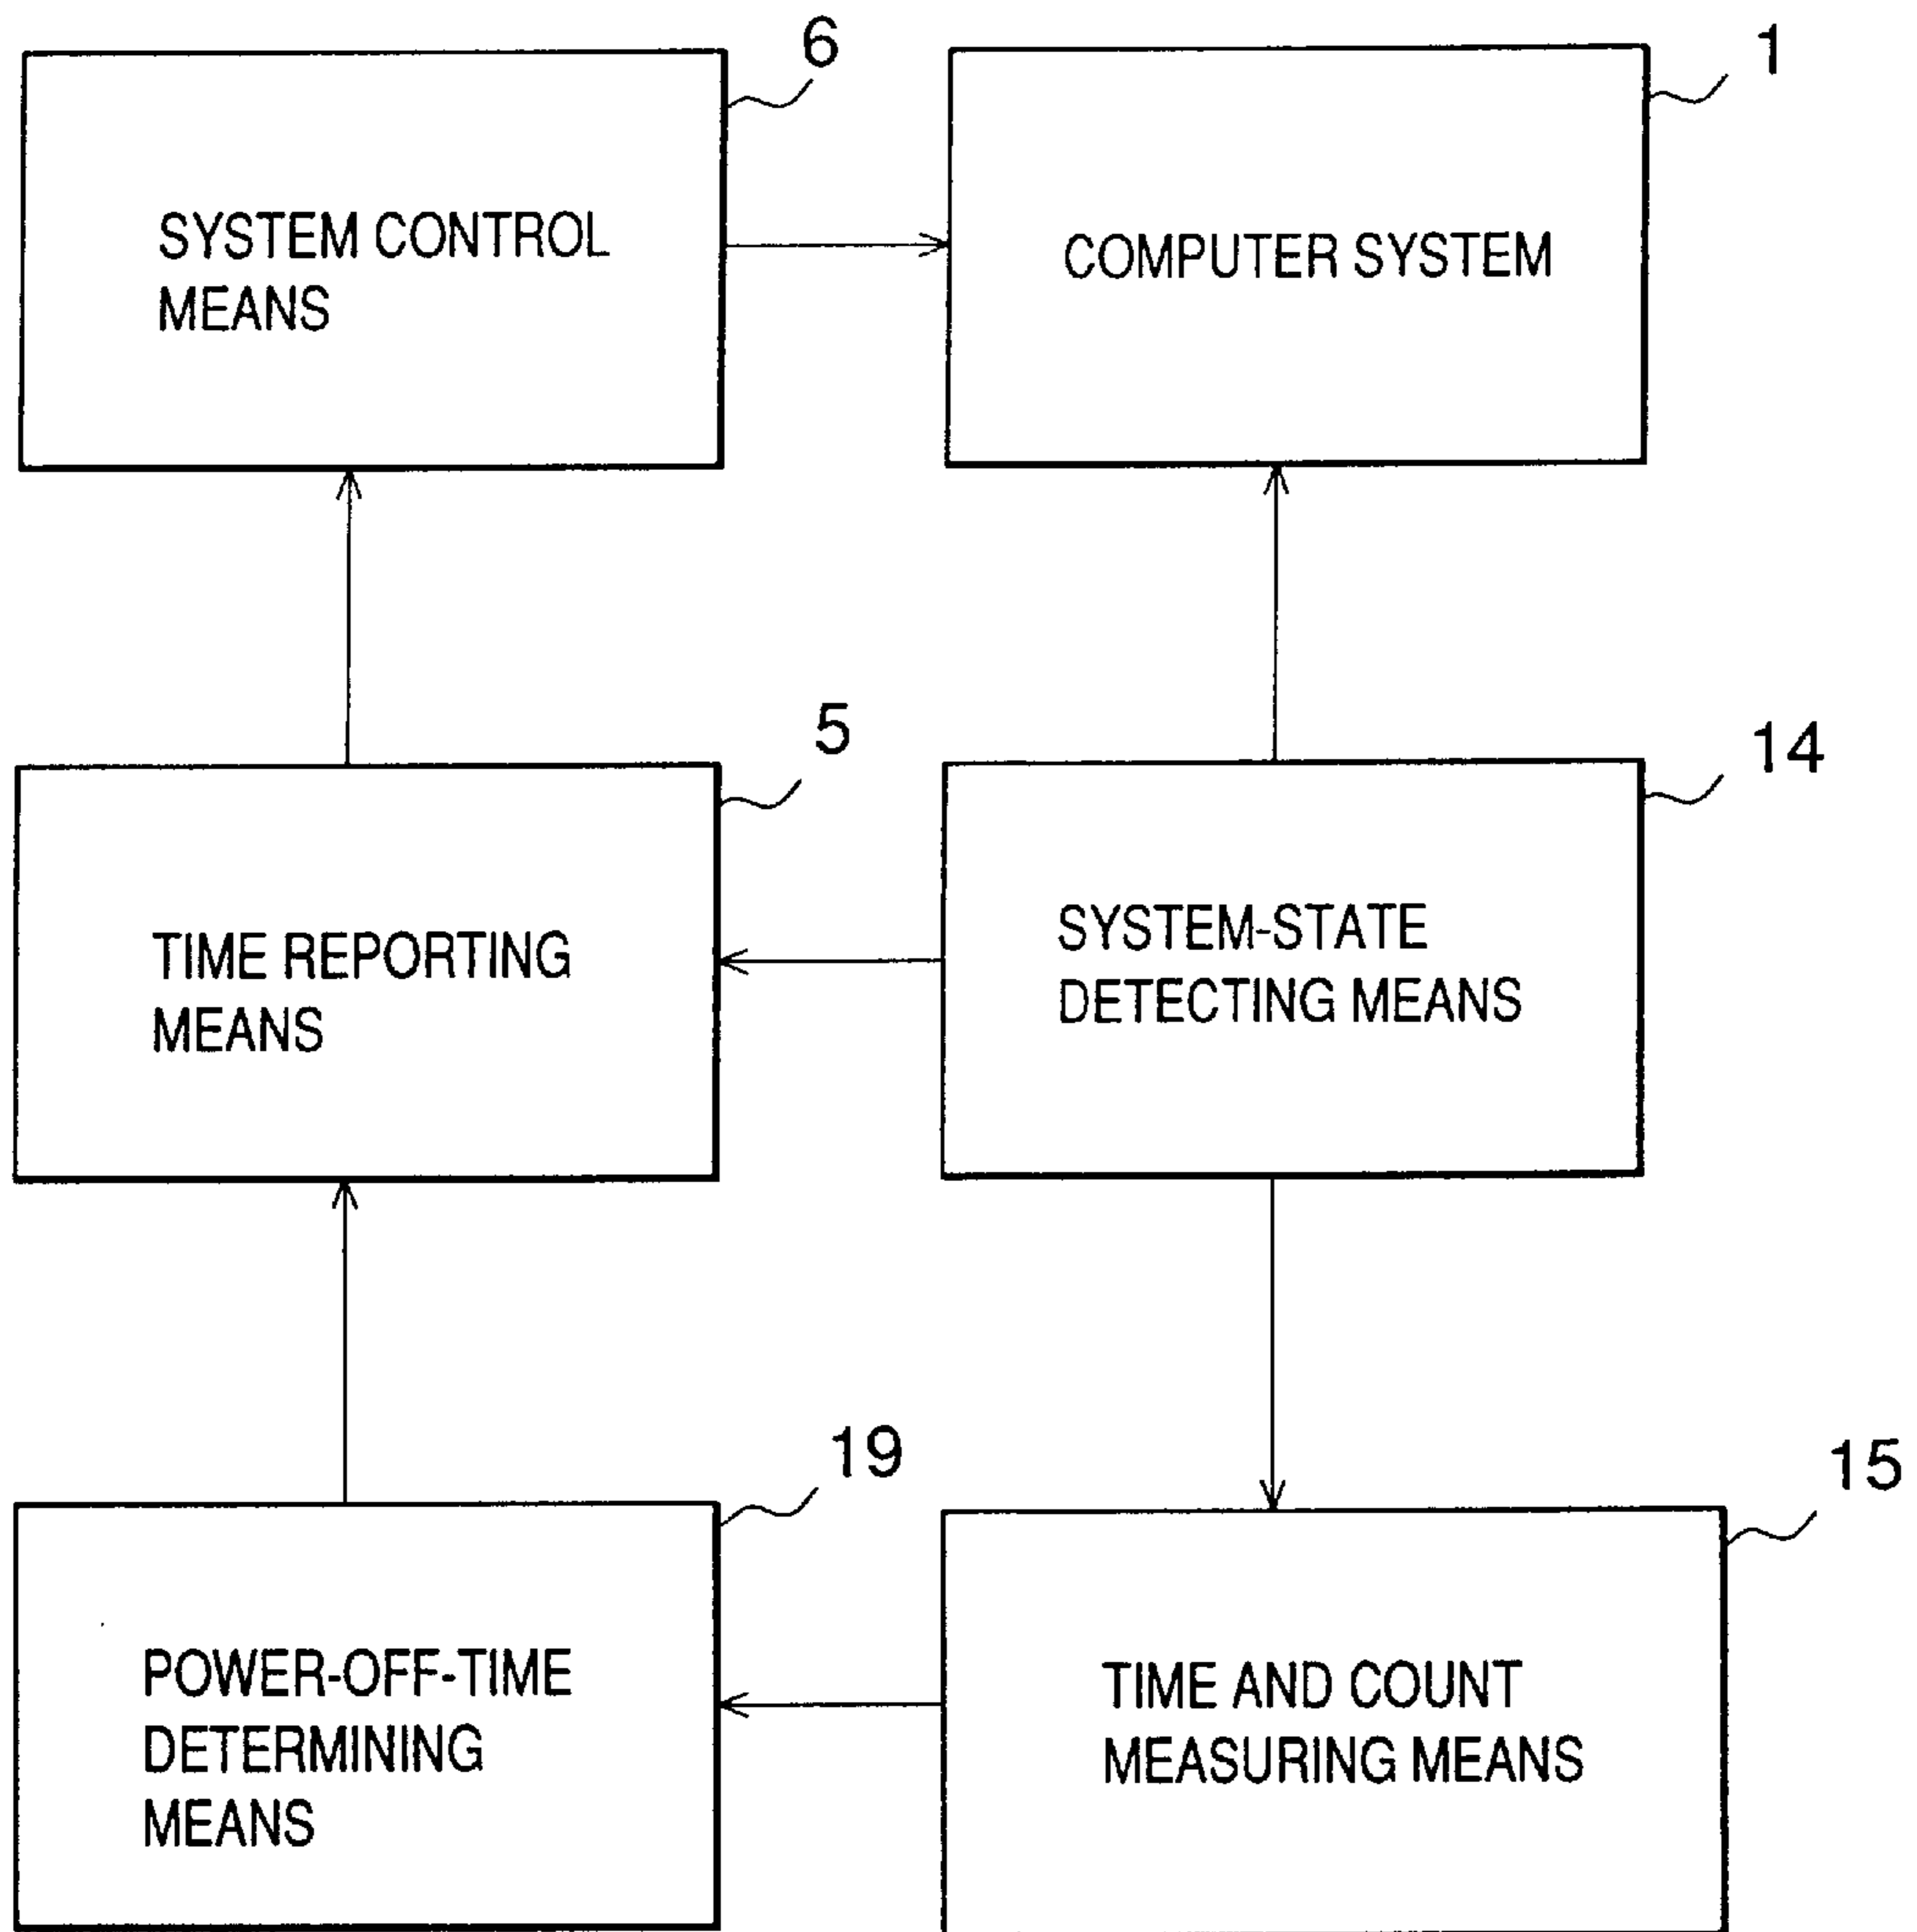 6
1
SYSTEM CONTROL
MEANS
COMPUTER SYSTEM
5
14
TIME REPORTING
MEANS
SYSTEM-STATE
DETECTING MEANS
19
15
POWER-OFF-TIME
DETERMINING
MEANS
TIME AND COUNT
MEASURING MEANS